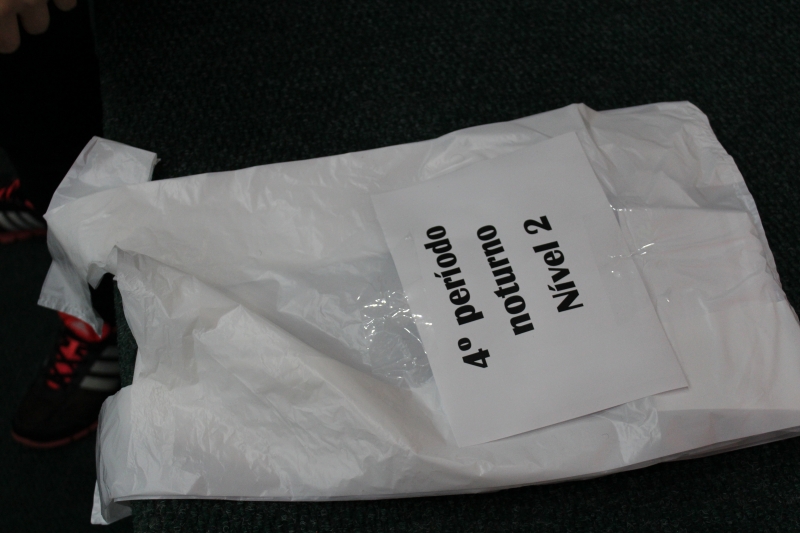 4º período
noturno
Nível 2